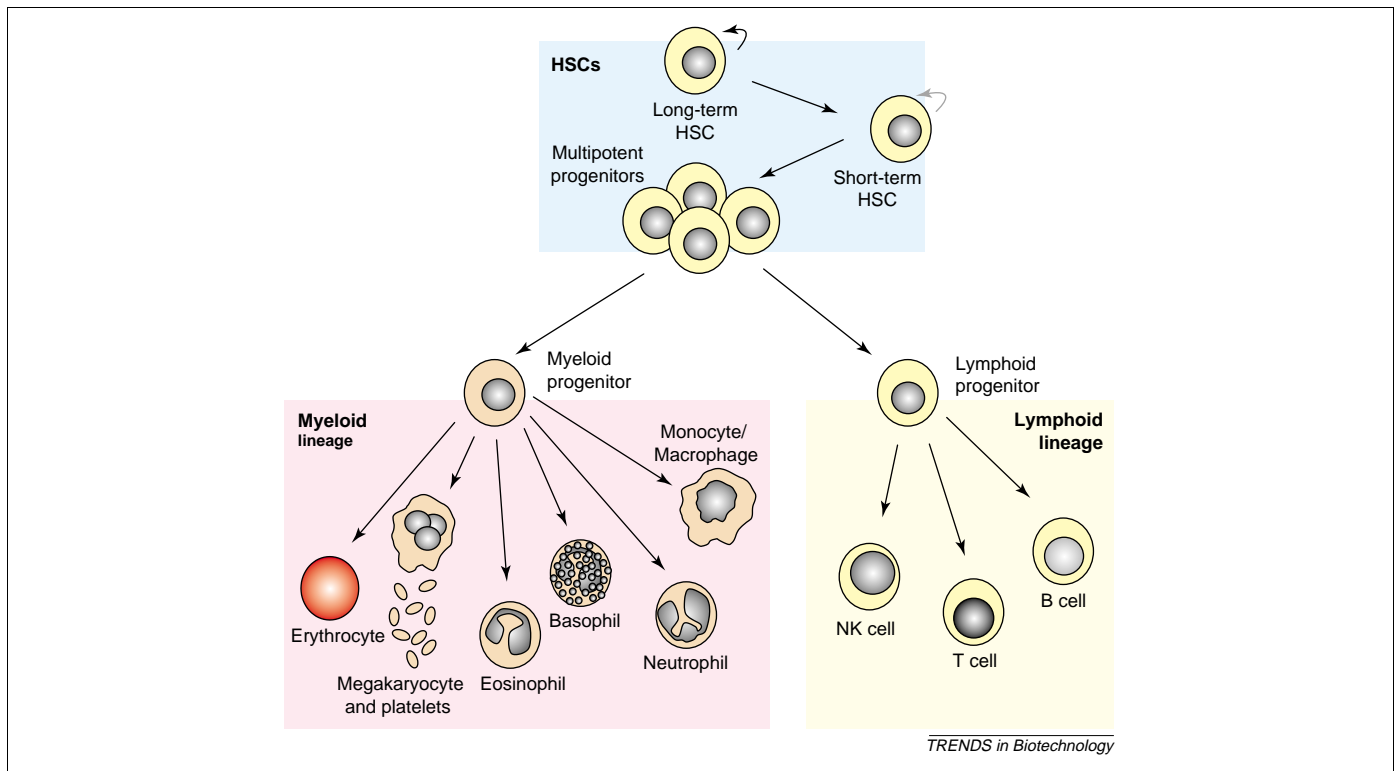 HSCs
Long-term
HSC
Short-term
HSC
Multipotent
progenitors
Myeloid
progenitor
Lymphoid
progenitor
Myeloid
lineage
Monocyte/
Macrophage
Erythrocyte
Megakaryocyte
and platelets
Eosinophil
Basophil
Neutrophil
Lymphoid
lineage
NK cell
T cell
B cell
TRENDS in Biotechnology